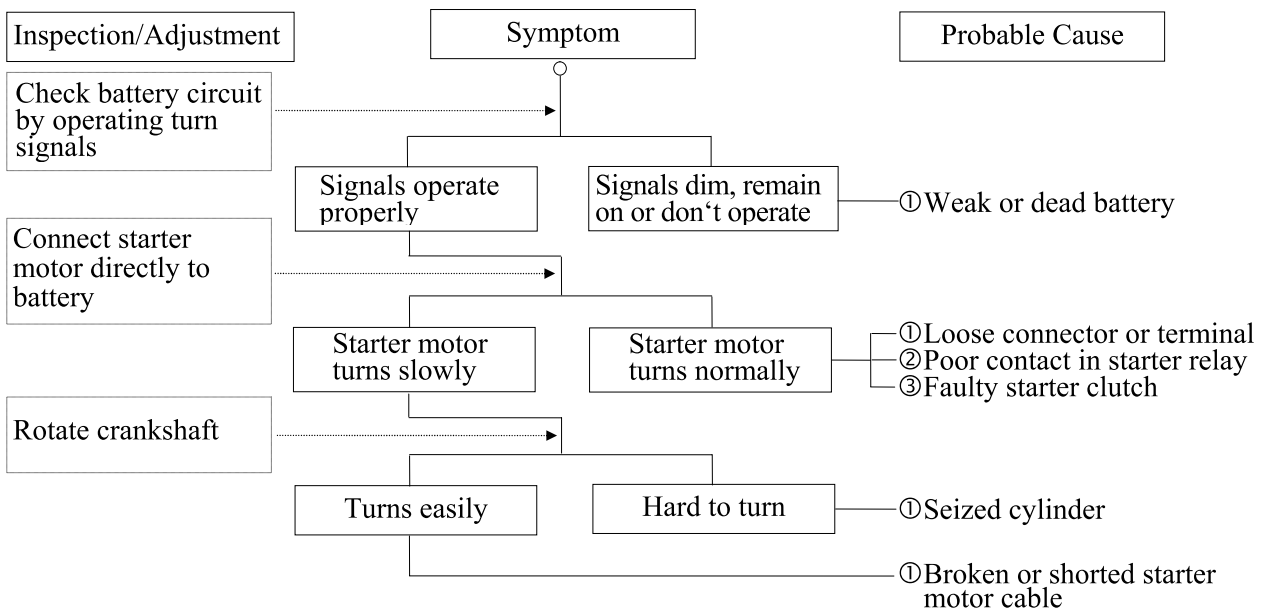 Inspection/Adjustment
Symptom
Probable Cause
Check battery circuit
by operating turn
signals
Signals operate
properly
Signals dim, remain
on or don‘t operate
①Weak or dead battery
Connect starter
motor directly to
battery
Starter motor
turns slowly
Starter motor
turns normally
①Loose connector or terminal
②Poor contact in starter relay
③Faulty starter clutch
Rotate crankshaft
Turns easily
Hard to turn
①Seized cylinder
①Broken or shorted starter
motor cable